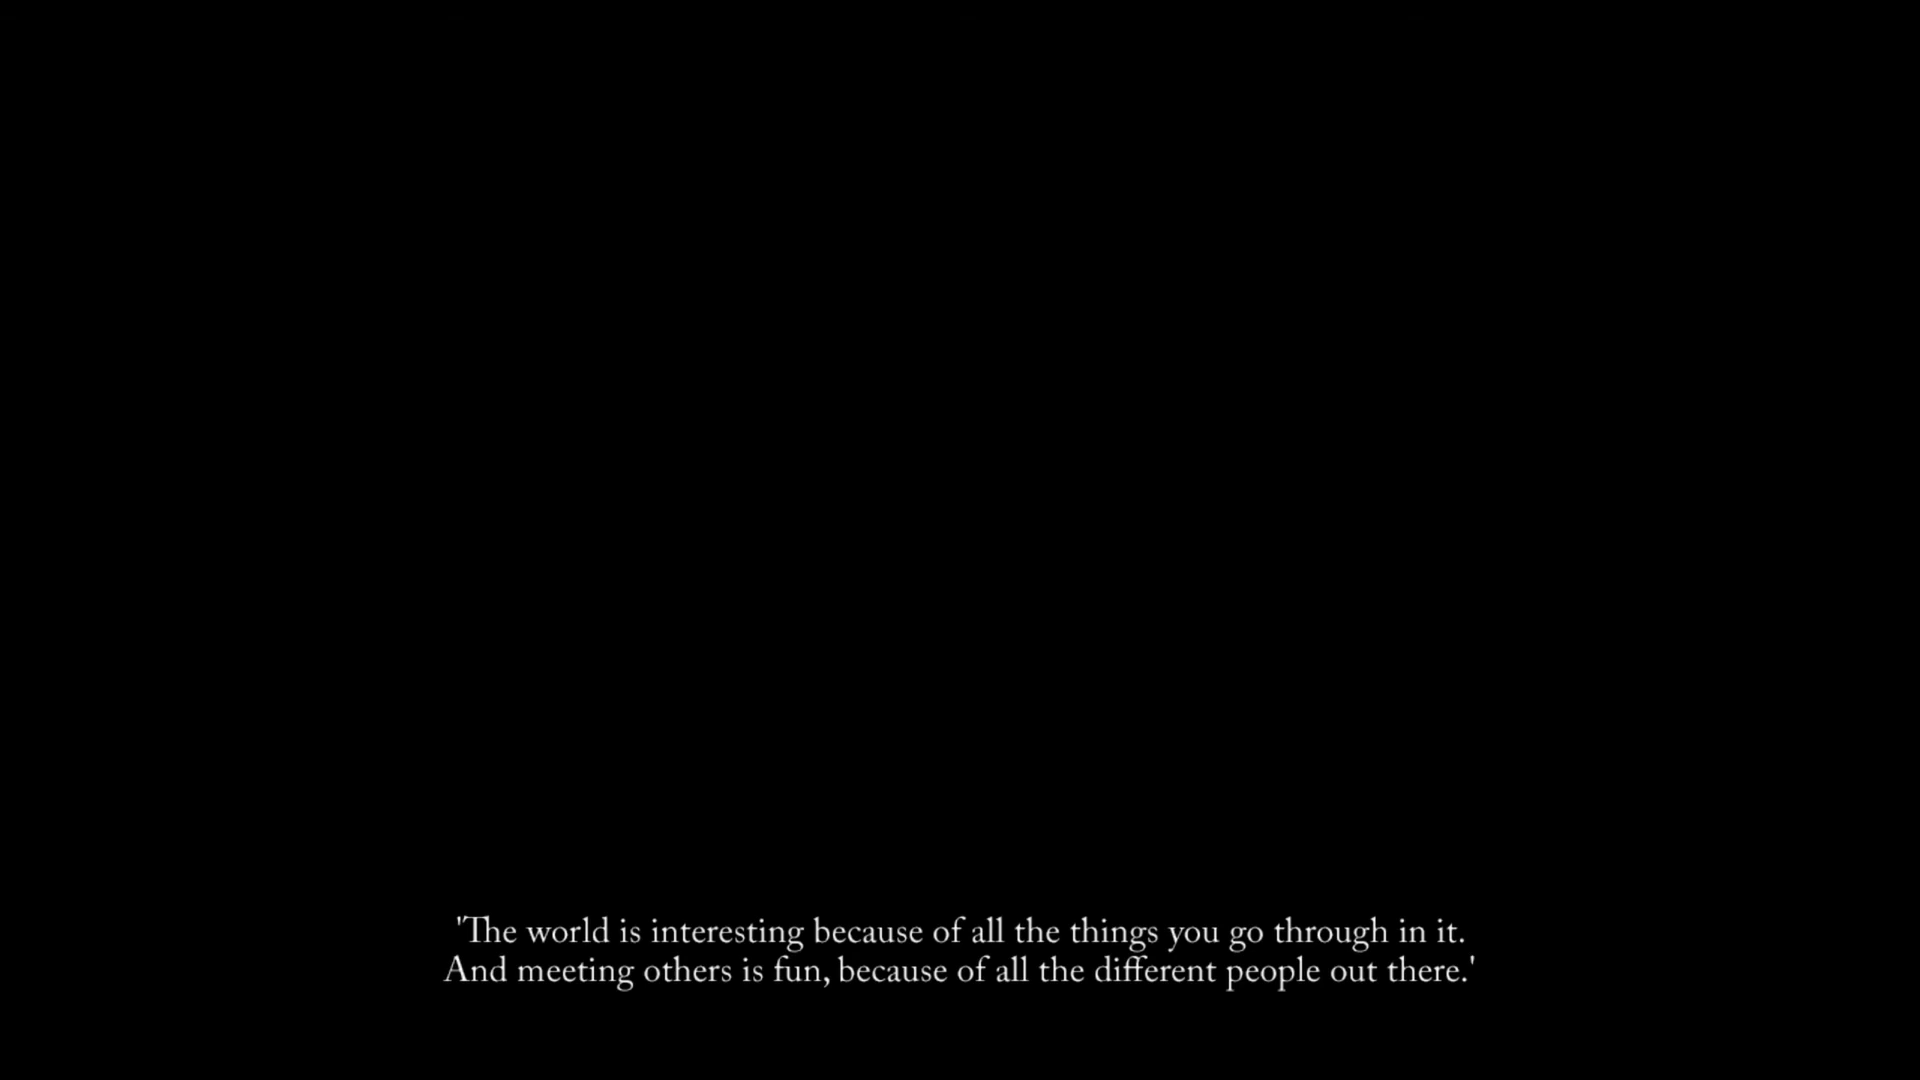 'The world is interesting because of all the things you go through in it.
And meeting others is fun, because of all the different people out there.'